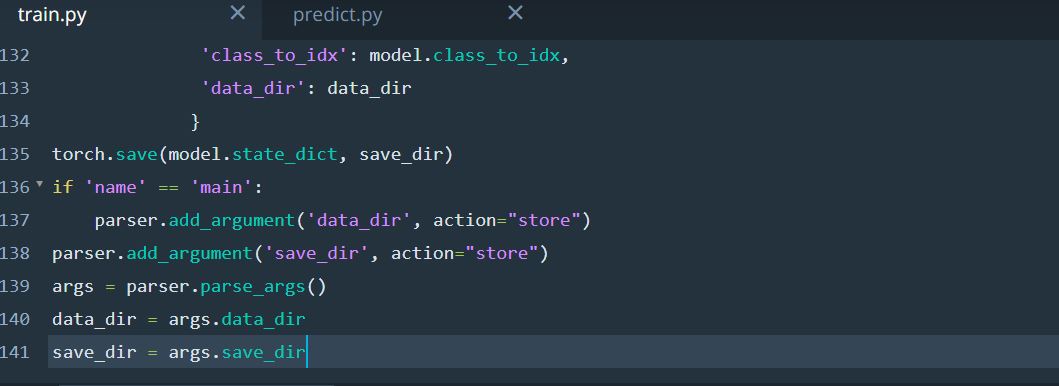 train.py × predict.py ×
132 'class_to_idx': model.class_to_idx,
133 'data_dir': data_dir
134 }
135 torch.save(model.state_dict, save_dir)
136 if 'name' == 'main':
137 parser.add_argument('data_dir', action="store")
138 parser.add_argument('save_dir', action="store")
139 args = parser.parse_args()
140 data_dir = args.data_dir
141 save_dir = args.save_dir